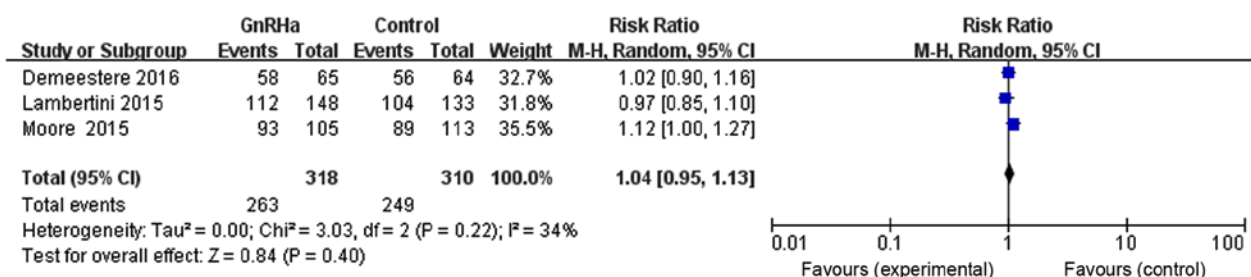 GnRHa Control Risk Ratio Risk Ratio
Study or Subgroup Events Total Events Total Weight M-H, Random, 95% CI M-H, Random, 95% CI
Demeestere 2016 58 65 56 64 32.7% 1.02 [0.90, 1.16]
Lambertini 2015 112 148 104 133 31.8% 0.97 [0.85, 1.10]
Moore 2015 93 105 89 113 35.5% 1.12 [1.00, 1.27]
Total (95% CI) 318 310 100.0% 1.04 [0.95, 1.13]
Total events 263 249
Heterogeneity: Tau² = 0.00; Chi² = 3.03, df = 2 (P = 0.22); I² = 34%
Test for overall effect: Z = 0.84 (P = 0.40)
0.01 0.1 1 10 100
Favours (experimental) Favours (control)